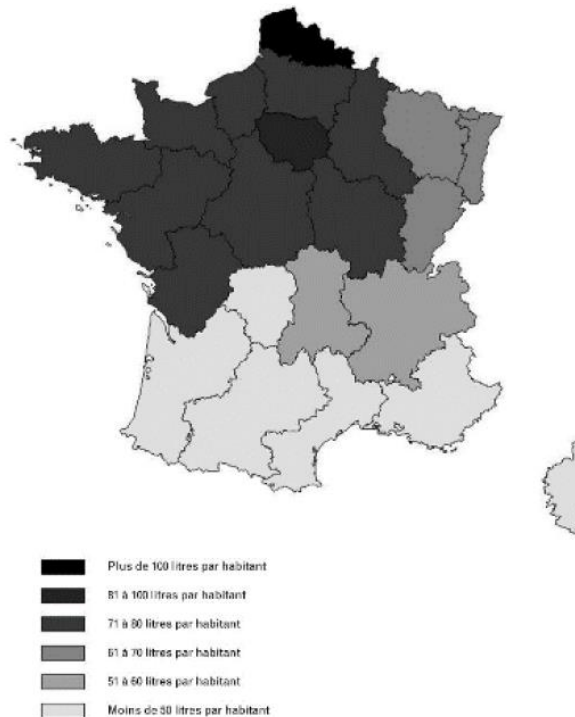 Plus de 100 litres par habitant
81 à 100 litres par habitant
71 à 80 litres par habitant
61 à 70 litres par habitant
51 à 60 litres par habitant
Moins de 50 litres par habitant